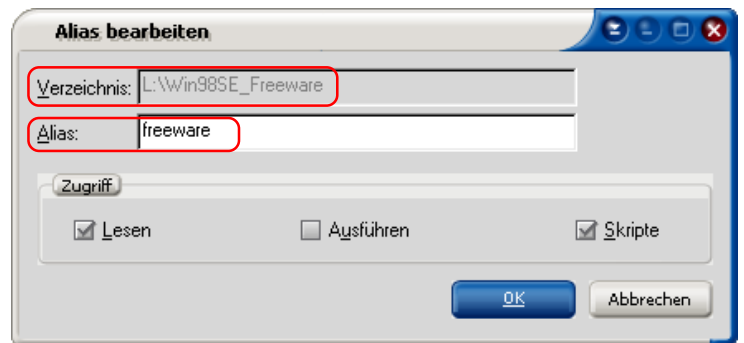 Alias bearbeiten
Verzeichnis: L:\Win98SE_Freeware
Alias: freeware
Zugriff
Lesen Ausführen Skripte
OK Abbrechen